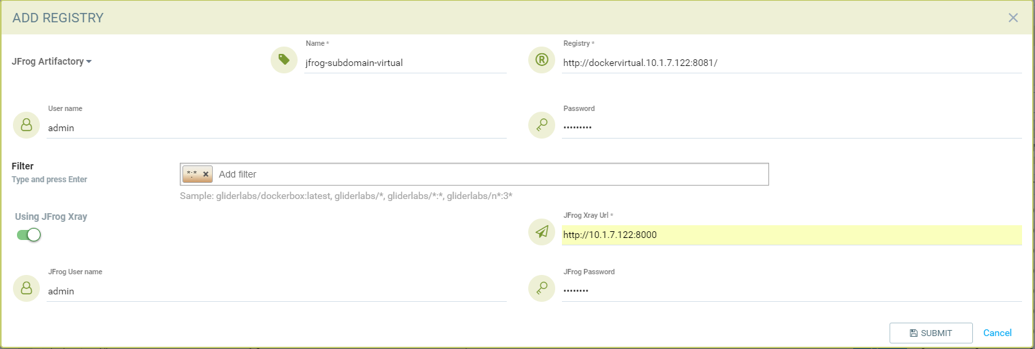 ADD REGISTRY
JFrog Artifactory
Name *
jfrog-subdomain-virtual
Registry *
http://dockervirtual.10.1.7.122:8081/
User name
admin
Password
•••••••••
Filter
Type and press Enter
Add filter
Sample: gliderlabs/dockerbox:latest, gliderlabs/*, gliderlabs/*:*, gliderlabs/n*:3*
Using JFrog Xray
JFrog Xray Url *
http://10.1.7.122:8000
JFrog User name
admin
JFrog Password
••••••••
SUBMIT
Cancel